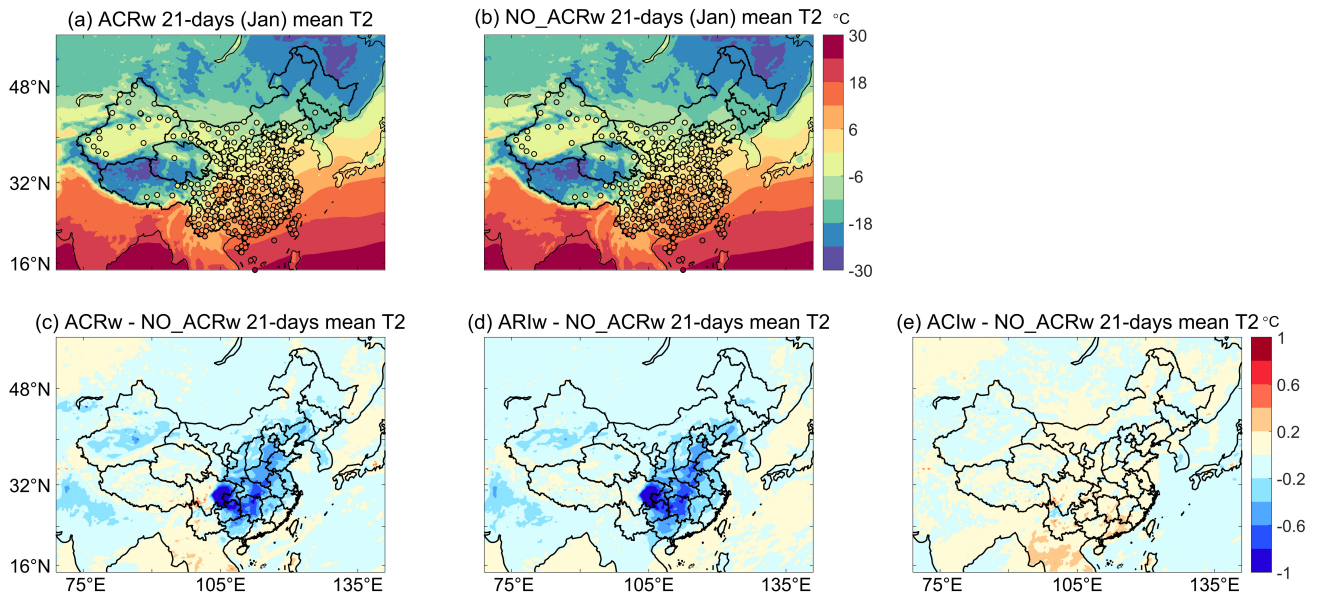 (a) ACRw 21-days (Jan) mean T2
(b) NO_ACRw 21-days (Jan) mean T2 °C
48°N
32°N
16°N
30
18
6
-6
-18
-30
(c) ACRw - NO_ACRw 21-days mean T2
(d) ARIw - NO_ACRw 21-days mean T2
(e) ACIw - NO_ACRw 21-days mean T2 °C
48°N
32°N
16°N
1
0.6
0.2
-0.2
-0.6
-1
75°E 105°E 135°E
75°E 105°E 135°E
75°E 105°E 135°E